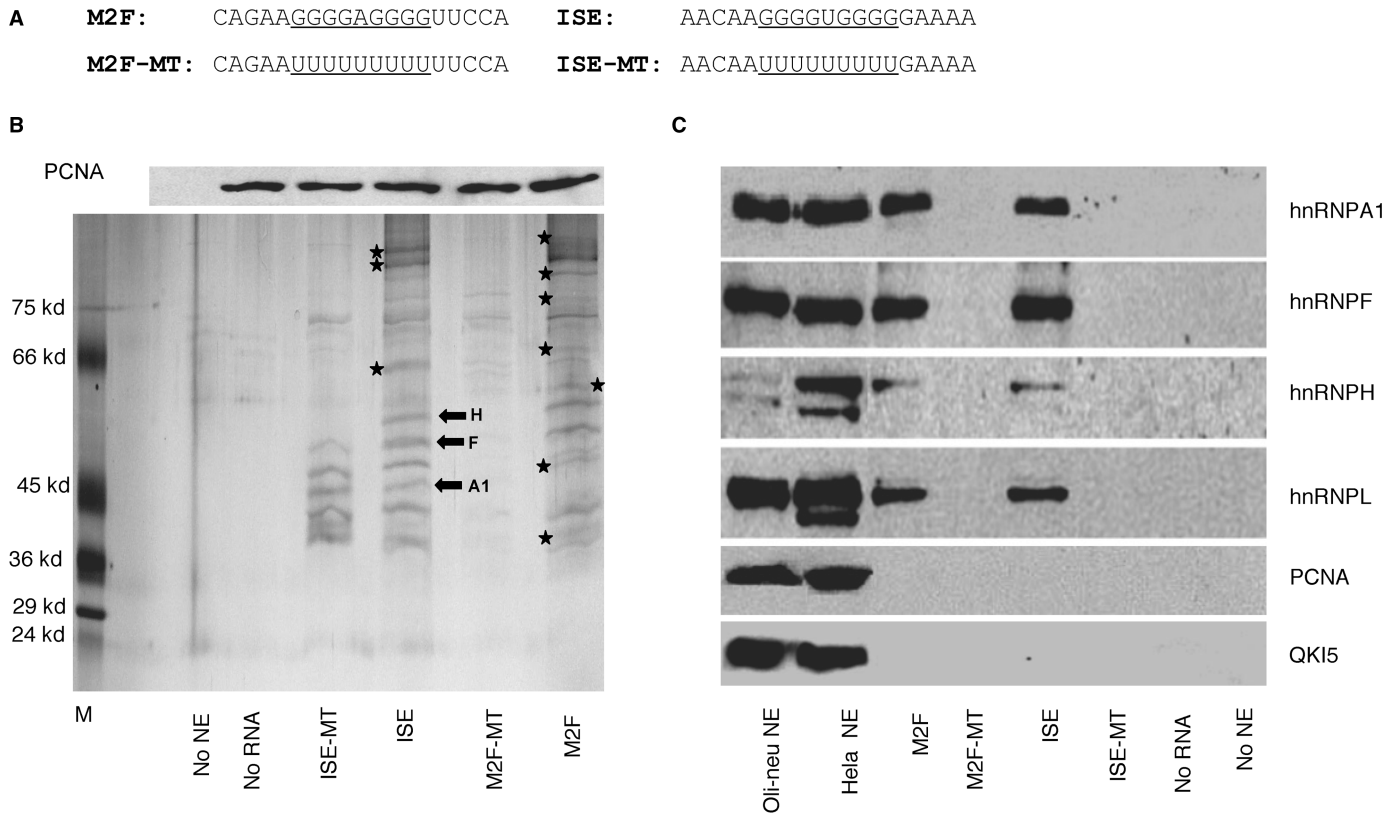 A
M2F: CAGAAGGGGAGGGGUUCCA ISE: AACAAGGGGUGGGGGAAAA
M2F-MT: CAGAAUUUUUUUUUUUCCA ISE-MT: AACAAUUUUUUUUUGAAAA
B
C
PCNA
75 kd
66 kd
45 kd
36 kd
29 kd
24 kd
H
F
A1
M
No NE
No RNA
ISE-MT
ISE
M2F-MT
M2F
hnRNPA1
hnRNPF
hnRNPH
hnRNPL
PCNA
QKI5
Oli-neu NE
Hela NE
M2F
M2F-MT
ISE
ISE-MT
No RNA
No NE